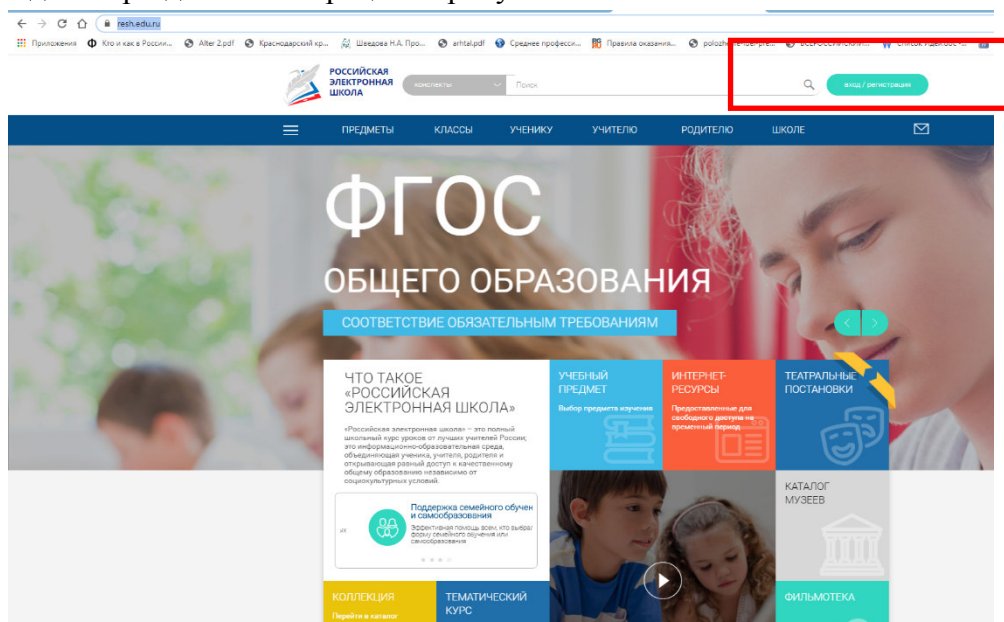 resh.edu.ru
Приложения Кто и как в России... Alter 2.pdf Краснодарский кр... Шведова Н.А. Про... arhtal.pdf Среднее професси... Правила оказания...
РОССИЙСКАЯ
ЭЛЕКТРОННАЯ
ШКОЛА
конспекты Поиск вход / регистрация
ПРЕДМЕТЫ КЛАССЫ УЧЕНИКУ УЧИТЕЛЮ РОДИТЕЛЮ ШКОЛЕ
ФГОС
ОБЩЕГО ОБРАЗОВАНИЯ
СООТВЕТСТВИЕ ОБЯЗАТЕЛЬНЫМ ТРЕБОВАНИЯМ
ЧТО ТАКОЕ
«РОССИЙСКАЯ
ЭЛЕКТРОННАЯ ШКОЛА»
«Российская электронная школа» – это полный
школьный курс уроков от лучших учителей России;
это информационно-образовательная среда,
объединяющая ученика, учителя, родителя и
открывающая равный доступ к качественному
общему образованию независимо от
социокультурных условий.
Поддержка семейного обучен
и самообразования
Эффективная помощь всем, кто выбрал
форму семейного обучения или
самообразования
УЧЕБНЫЙ
ПРЕДМЕТ
Выбор предмета изучения
ИНТЕРНЕТ-
РЕСУРСЫ
Предоставленные для
свободного доступа на
временный период
ТЕАТРАЛЬНЫЕ
ПОСТАНОВКИ
КАТАЛОГ
МУЗЕЕВ
КОЛЛЕКЦИЯ
Перейти в каталог
ТЕМАТИЧЕСКИЙ
КУРС
ФИЛЬМОТЕКА